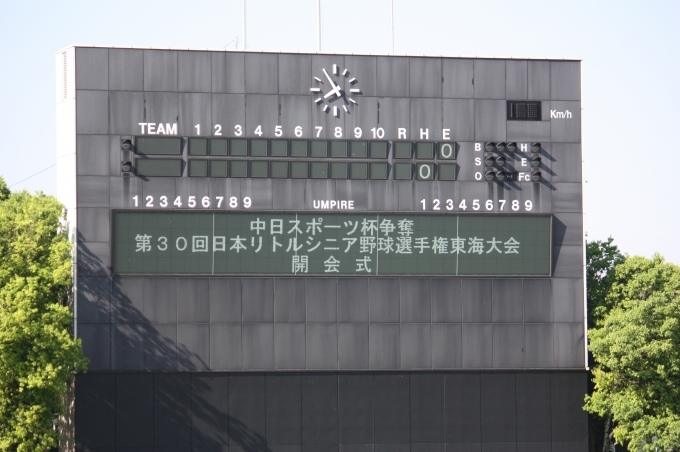 Km/h
TEAM 1 2 3 4 5 6 7 8 9 10 R H E
0
0
B H
S E
O Fc
1 2 3 4 5 6 7 8 9 UMPIRE 1 2 3 4 5 6 7 8 9
中日スポーツ杯争奪
第30回日本リトルシニア野球選手権東海大会
開会式